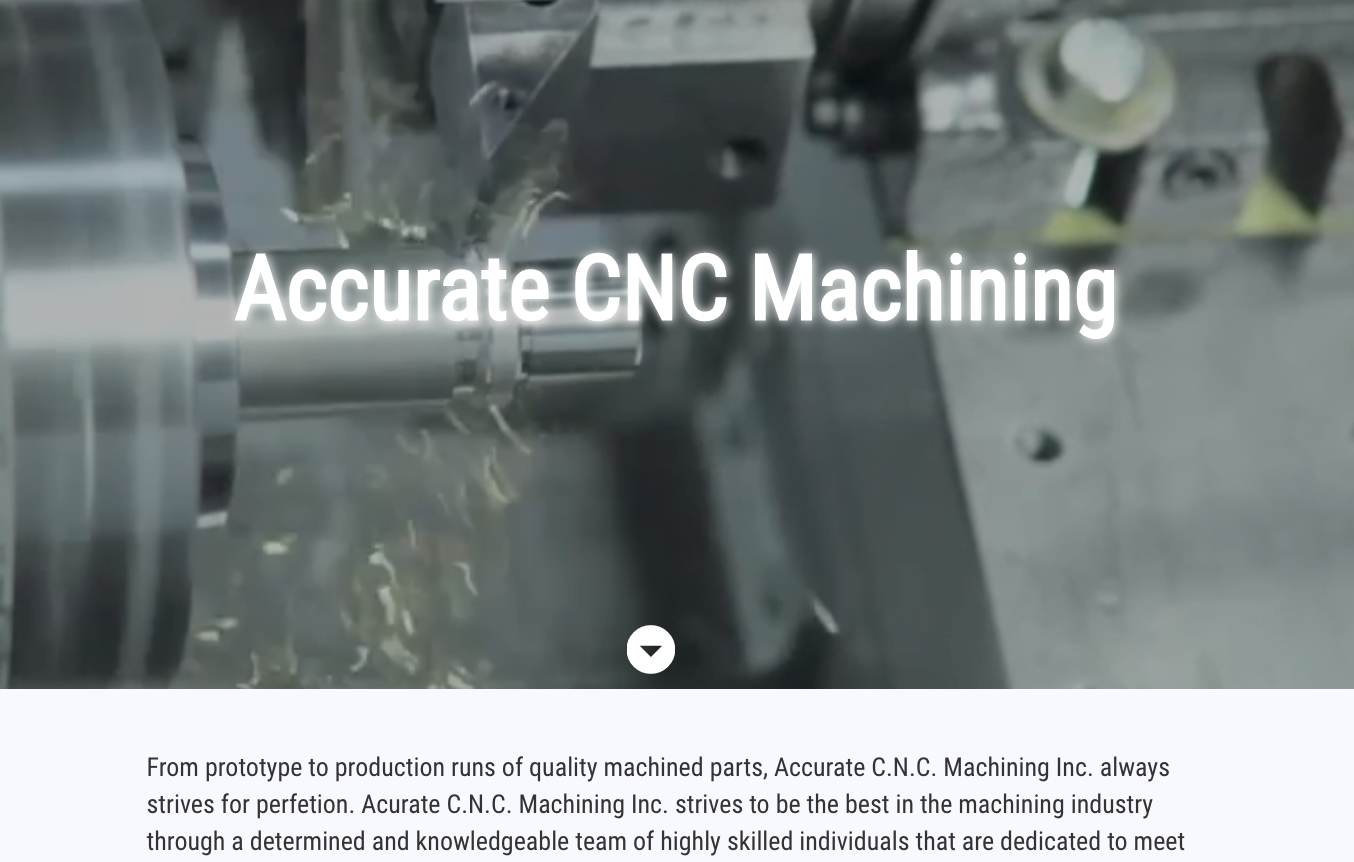 Accurate CNC Machining
From prototype to production runs of quality machined parts, Accurate C.N.C. Machining Inc. always
strives for perfetion. Acurate C.N.C. Machining Inc. strives to be the best in the machining industry
through a determined and knowledgeable team of highly skilled individuals that are dedicated to meet